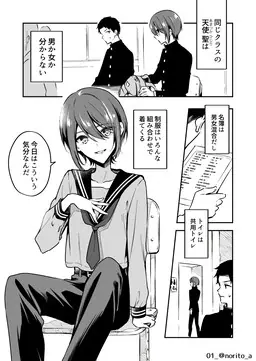 同じクラスの
天使聖は
男か女か
分からない
名簿は
男女混合だし
制服はいろんな
組み合わせで
着てくる
今日はこういう
気分なんだ
トイレは
共用トイレ
01_@norito_a